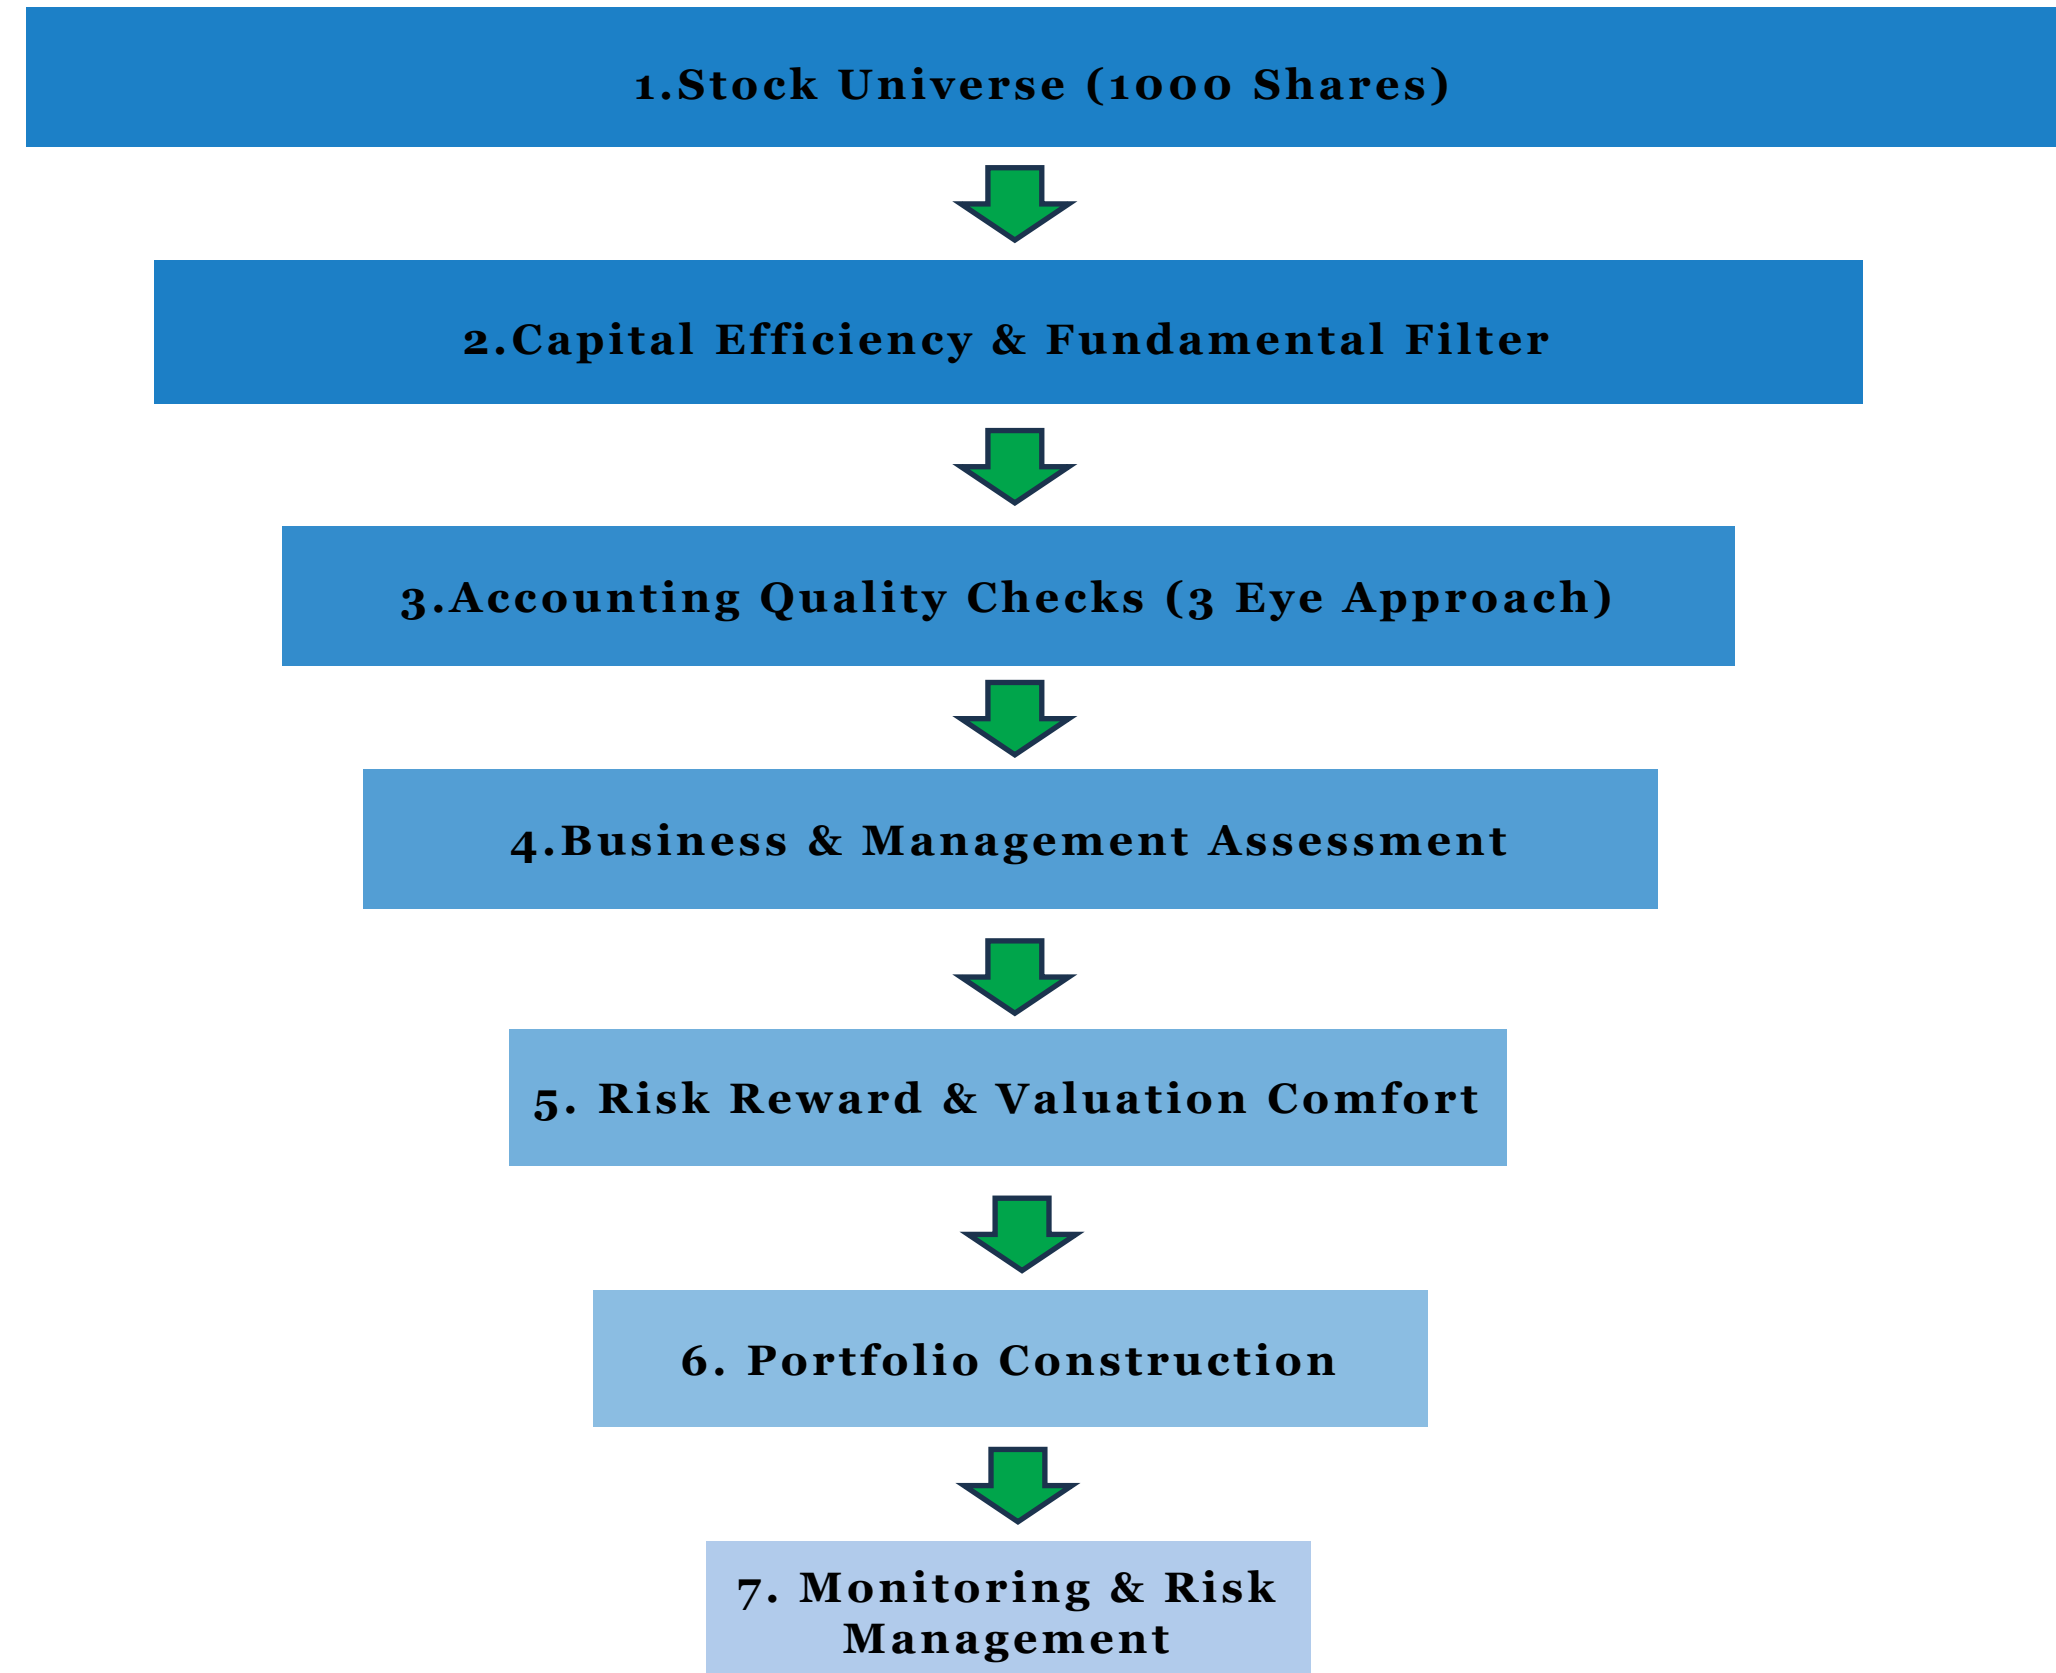 1.Stock Universe (1000 Shares)
2.Capital Efficiency & Fundamental Filter
3.Accounting Quality Checks (3 Eye Approach)
4.Business & Management Assessment
5. Risk Reward & Valuation Comfort
6. Portfolio Construction
7. Monitoring & Risk
Management